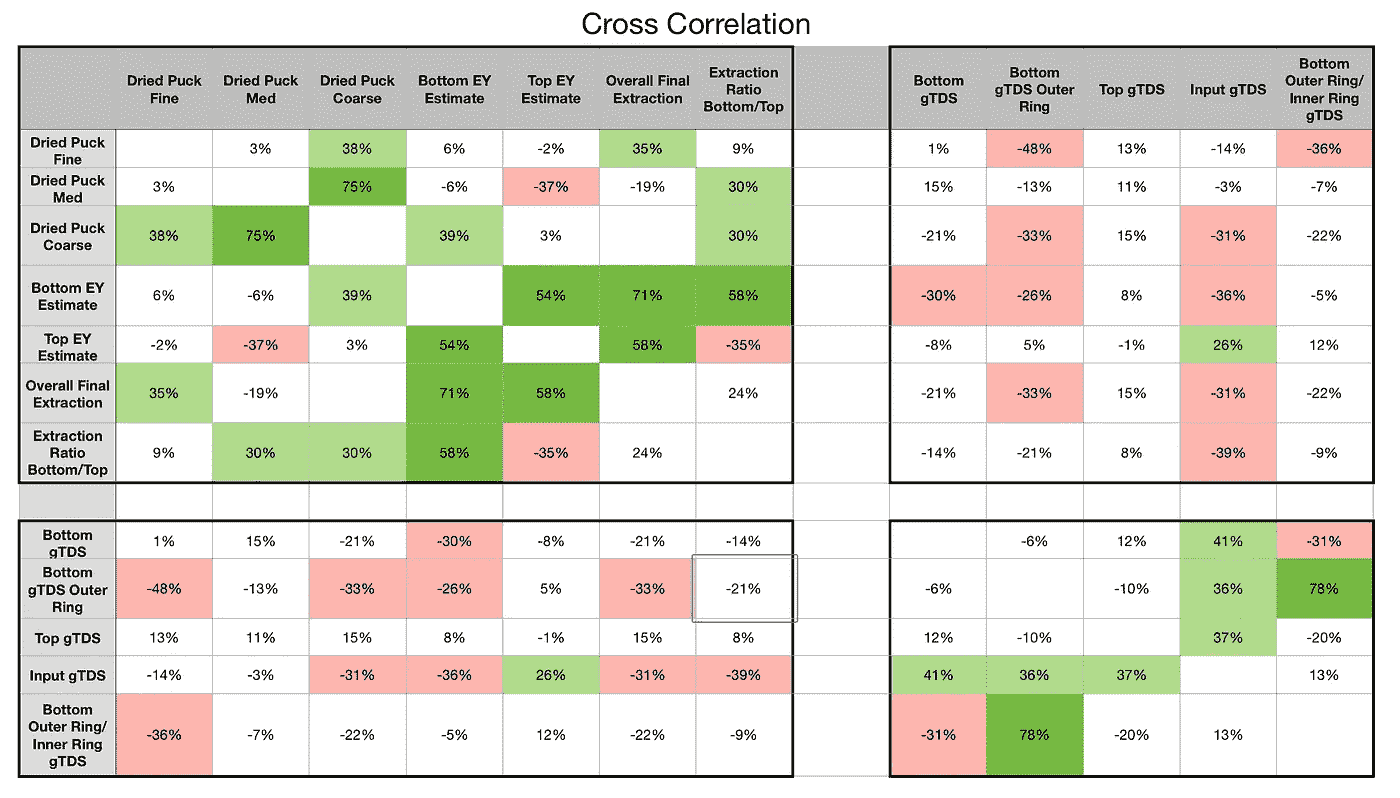 Cross Correlation
Dried Puck Fine Dried Puck Med Dried Puck Coarse Bottom EY Estimate Top EY Estimate Overall Final Extraction Extraction Ratio Bottom/Top Bottom gTDS Bottom gTDS Outer Ring Top gTDS Input gTDS Bottom Outer Ring/ Inner Ring gTDS
Dried Puck Fine 3% 38% 6% -2% 35% 9% 1% -48% 13% -14% -36%
Dried Puck Med 3% 75% -6% -37% -19% 30% 15% -13% 11% -3% -7%
Dried Puck Coarse 38% 75% 39% 3% 30% -21% -33% 15% -31% -22%
Bottom EY Estimate 6% -6% 39% 54% 71% 58% -30% -26% 8% -36% -5%
Top EY Estimate -2% -37% 3% 54% 58% -35% -8% 5% -1% 26% 12%
Overall Final Extraction 35% -19% 71% 58% 24% -21% -33% 15% -31% -22%
Extraction Ratio Bottom/Top 9% 30% 30% 58% -35% 24% -14% -21% 8% -39% -9%
Bottom gTDS 1% 15% -21% -30% -8% -21% -14% -6% 12% 41% -31%
Bottom gTDS Outer Ring -48% -13% -33% -26% 5% -33% -21% -6% -10% 36% 78%
Top gTDS 13% 11% 15% 8% -1% 15% 8% 12% -10% 37% -20%
Input gTDS -14% -3% -31% -36% 26% -31% -39% 41% 36% 37% 13%
Bottom Outer Ring/ Inner Ring gTDS -36% -7% -22% -5% 12% -22% -9% -31% 78% -20% 13%